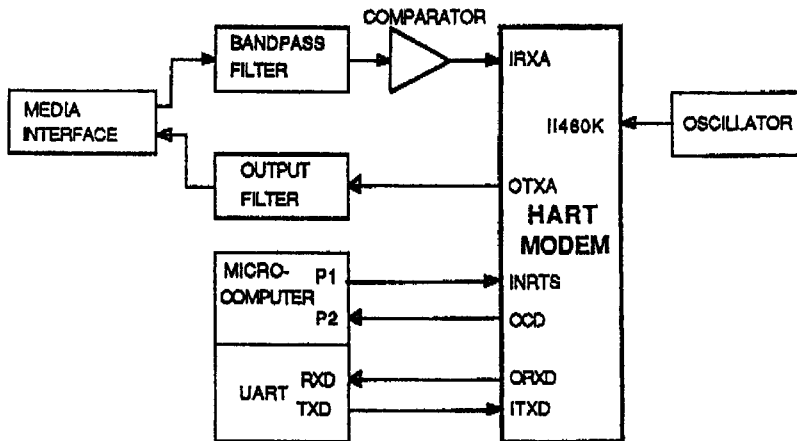 COMPARATOR
BANDPASS
FILTER
IRXA
MEDIA
INTERFACE
II460K
OSCILLATOR
OUTPUT
FILTER
OTXA
HART
MODEM
MICRO-
COMPUTER
P1
INRTS
P2
OCD
UART
RXD
ORXD
TXD
ITXD